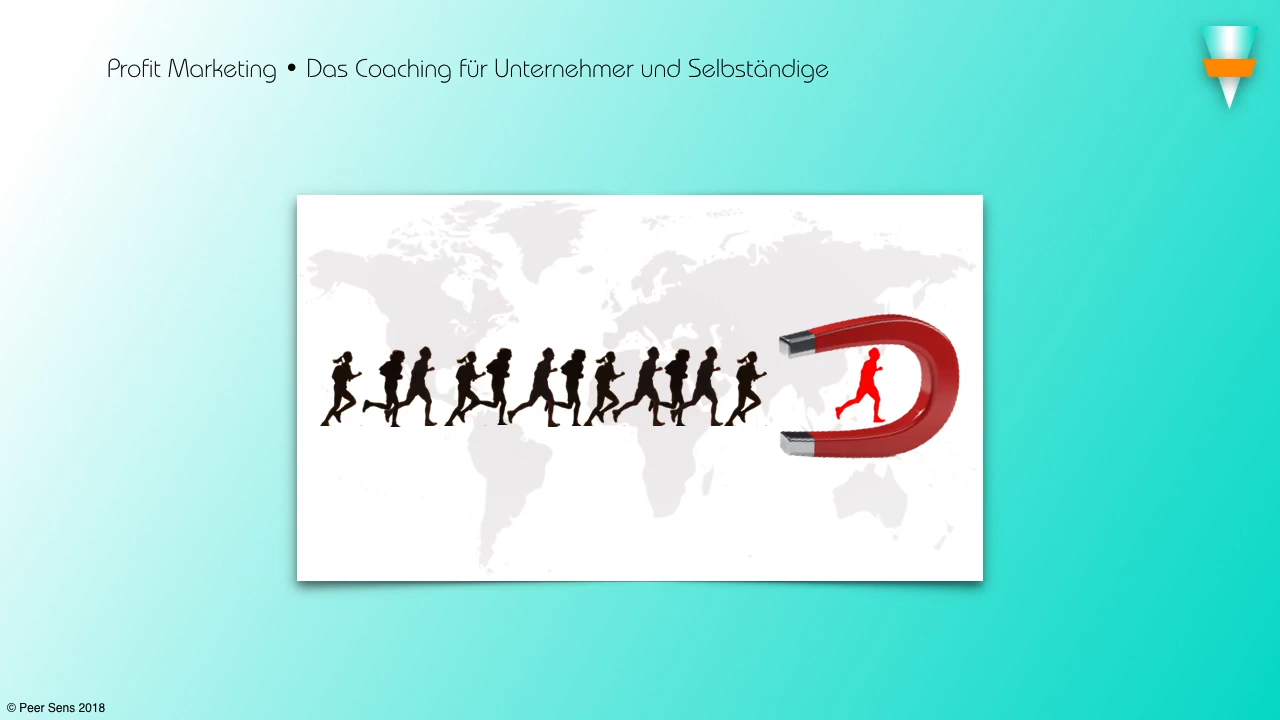 Profit Marketing • Das Coaching für Unternehmer und Selbständige
© Peer Sens 2018